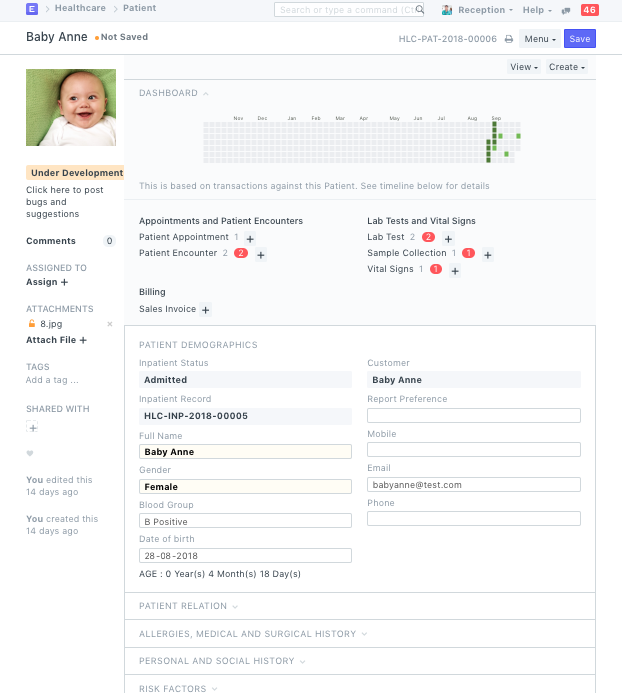 E Healthcare Patient
Search or type a command (Ct
Reception Help 46
Baby Anne Not Saved
HLC-PAT-2018-00006 Menu Save
View Create
DASHBOARD
Nov Dec Jan Feb Mar Apr May Jun Jul Aug Sep
This is based on transactions against this Patient. See timeline below for details
Under Development
Click here to post
bugs and
suggestions
Comments 0
ASSIGNED TO
Assign +
ATTACHMENTS
8.jpg ×
Attach File +
TAGS
Add a tag ...
SHARED WITH
+
You edited this
14 days ago
You created this
14 days ago
Appointments and Patient Encounters
Patient Appointment 1 +
Patient Encounter 2 2 +
Lab Tests and Vital Signs
Lab Test 2 2 +
Sample Collection 1 1 +
Vital Signs 1 1 +
Billing
Sales Invoice +
PATIENT DEMOGRAPHICS
Inpatient Status
Admitted
Inpatient Record
HLC-INP-2018-00005
Full Name
Baby Anne
Gender
Female
Blood Group
B Positive
Date of birth
28-08-2018
AGE : 0 Year(s) 4 Month(s) 18 Day(s)
Customer
Baby Anne
Report Preference
Mobile
Email
babyanne@test.com
Phone
PATIENT RELATION
ALLERGIES, MEDICAL AND SURGICAL HISTORY
PERSONAL AND SOCIAL HISTORY
RISK FACTORS